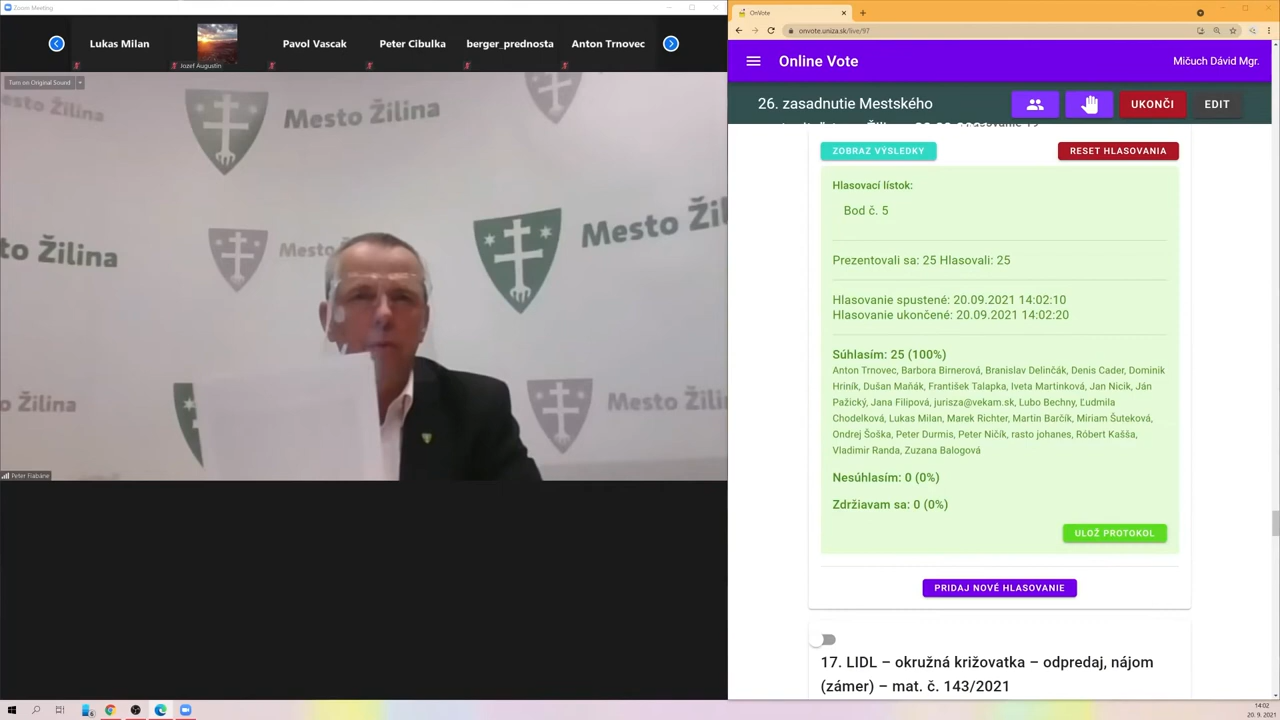 Zoom Meeting
Lukas Milan
Jozef Augustin
Pavol Vascak
Peter Cibulka
berger_prednosta
Anton Trnovec
Turn on Original Sound
Mesto Žilina
Mesto Žilina
Mesto Žilina
Mesto Žilina
Peter Fiabáne
OnVote
onvote.uniza.sk/live/97
Online Vote
Mičuch Dávid Mgr.
26. zasadnutie Mestského
UKONČI
EDIT
ZOBRAZ VÝSLEDKY
RESET HLASOVANIA
Hlasovací lístok:
Bod č. 5
Prezentovali sa: 25 Hlasovali: 25
Hlasovanie spustené: 20.09.2021 14:02:10
Hlasovanie ukončené: 20.09.2021 14:02:20
Súhlasím: 25 (100%)
Anton Trnovec, Barbora Birnerová, Branislav Delinčák, Denis Cader, Dominik
Hriník, Dušan Maňák, František Talapka, Iveta Martinková, Jan Nicik, Ján
Pažický, Jana Filipová, jurisza@vekam.sk, Lubo Bechny, Ľudmila
Chodelková, Lukas Milan, Marek Richter, Martin Barčík, Miriam Šuteková,
Ondrej Šoška, Peter Durmis, Peter Ničík, rasto johanes, Róbert Kašša,
Vladimir Randa, Zuzana Balogová
Nesúhlasím: 0 (0%)
Zdržiavam sa: 0 (0%)
ULOŽ PROTOKOL
PRIDAJ NOVÉ HLASOVANIE
17. LIDL – okružná križovatka – odpredaj, nájom
(zámer) – mat. č. 143/2021
14:02
20. 9. 2021